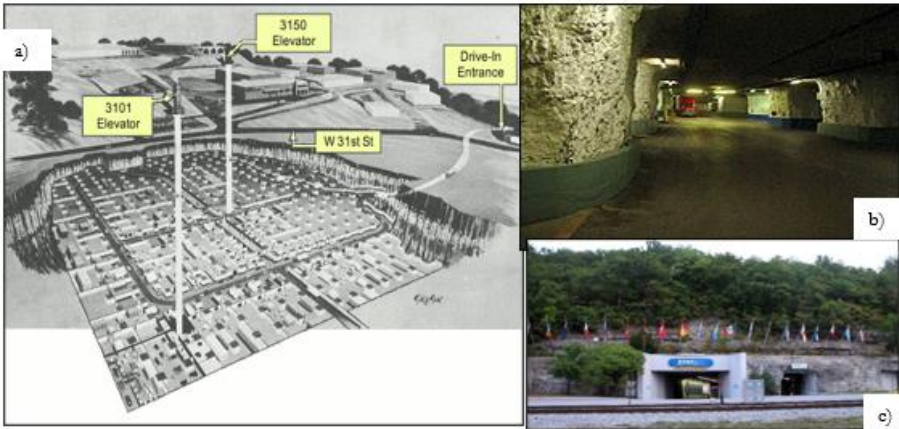 a)
3150
Elevator
Drive-In
Entrance
3101
Elevator
W 31st St
b)
c)